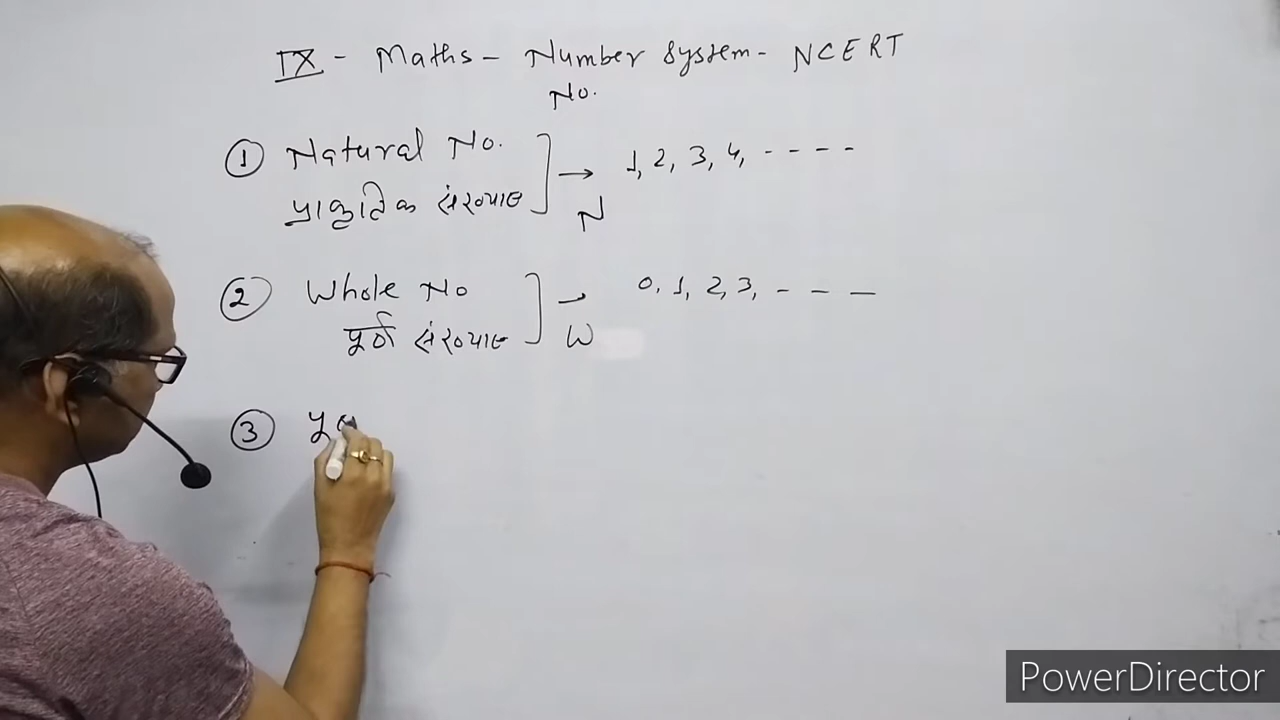 IX - Maths - Number System - NCERT
No.
① Natural No. → 1, 2, 3, 4, - - - -
प्राकृतिक संख्याए N
② Whole No → 0, 1, 2, 3, - - -
पूर्ण संख्याए W
③
PowerDirector